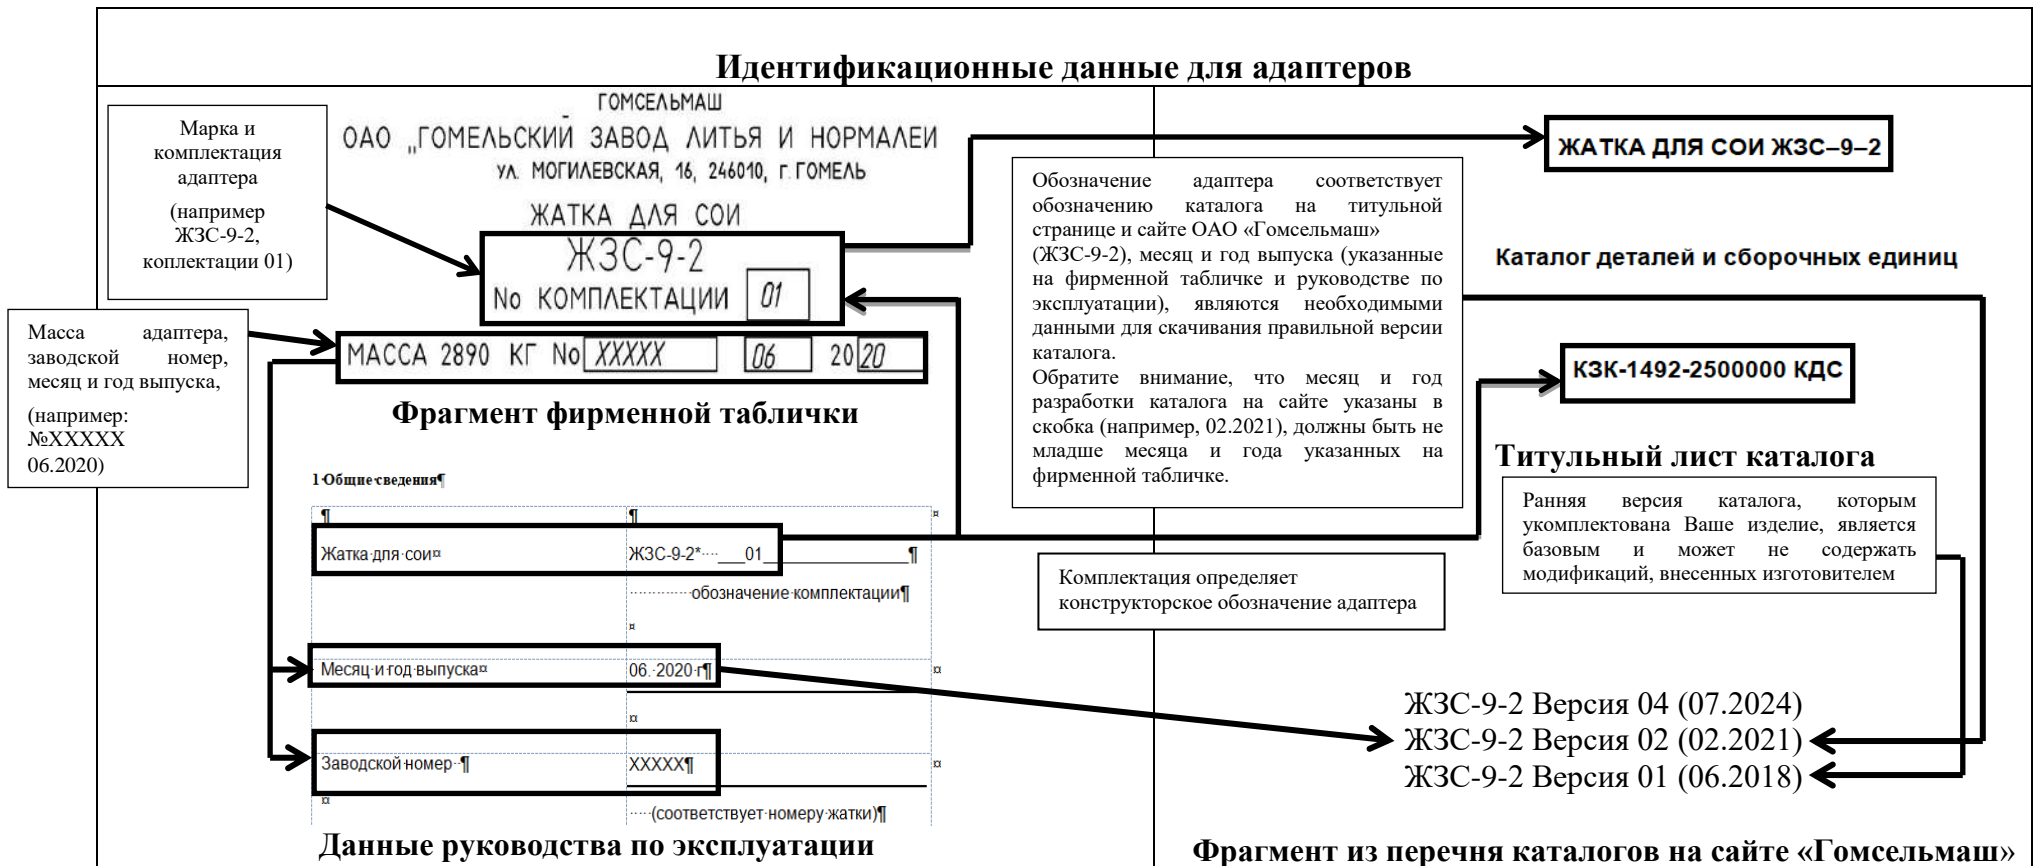 Идентификационные данные для адаптеров
Марка и
комплектация
адаптера
(например
ЖЗС-9-2,
коплектации 01)
Масса адаптера,
заводской номер,
месяц и год выпуска,
(например:
№XXXXX
06.2020)
ГОМСЕЛЬМАШ
ОАО „ГОМЕЛЬСКИЙ ЗАВОД ЛИТЬЯ И НОРМАЛЕИ
ул. МОГИЛЕВСКАЯ, 16, 246010, г. ГОМЕЛЬ
ЖАТКА ДЛЯ СОИ
ЖЗС-9-2
No КОМПЛЕКТАЦИИ 01
МАССА 2890 КГ No XXXXX 06 20 20
Фрагмент фирменной таблички
1·Общие·сведения¶
¶ ¶ ¤
Жатка·для·сои¤ ЖЗС-9-2*···· ___01____________________¶
··············обозначение·комплектации¶
¤
Месяц·и·год·выпуска¤ 06.·2020·г¶ ¤
¤
Заводской·номер··¶ XXXXX¶ ¤
¤ ·····(соответствует·номеру·жатки)¶
Данные руководства по эксплуатации
Обозначение адаптера соответствует
обозначению каталога на титульной
странице и сайте ОАО «Гомсельмаш»
(ЖЗС-9-2), месяц и год выпуска (указанные
на фирменной табличке и руководстве по
эксплуатации), являются необходимыми
данными для скачивания правильной версии
каталога.
Обратите внимание, что месяц и год
разработки каталога на сайте указаны в
скобка (например, 02.2021), должны быть не
младше месяца и года указанных на
фирменной табличке.
Комплектация определяет
конструкторское обозначение адаптера
ЖАТКА ДЛЯ СОИ ЖЗС–9–2
Каталог деталей и сборочных единиц
КЗК-1492-2500000 КДС
Титульный лист каталога
Ранняя версия каталога, которым
укомплектована Ваше изделие, является
базовым и может не содержать
модификаций, внесенных изготовителем
ЖЗС-9-2 Версия 04 (07.2024)
ЖЗС-9-2 Версия 02 (02.2021)
ЖЗС-9-2 Версия 01 (06.2018)
Фрагмент из перечня каталогов на сайте «Гомсельмаш»